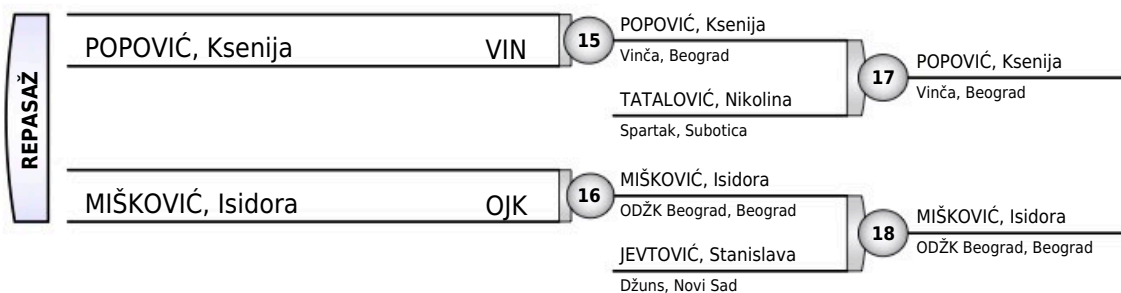 REPASAŽ
POPOVIĆ, Ksenija VIN
15
POPOVIĆ, Ksenija
Vinča, Beograd
TATALOVIĆ, Nikolina
Spartak, Subotica
17
POPOVIĆ, Ksenija
Vinča, Beograd
MIŠKOVIĆ, Isidora OJK
16
MIŠKOVIĆ, Isidora
ODŽK Beograd, Beograd
JEVTOVIĆ, Stanislava
Džuns, Novi Sad
18
MIŠKOVIĆ, Isidora
ODŽK Beograd, Beograd